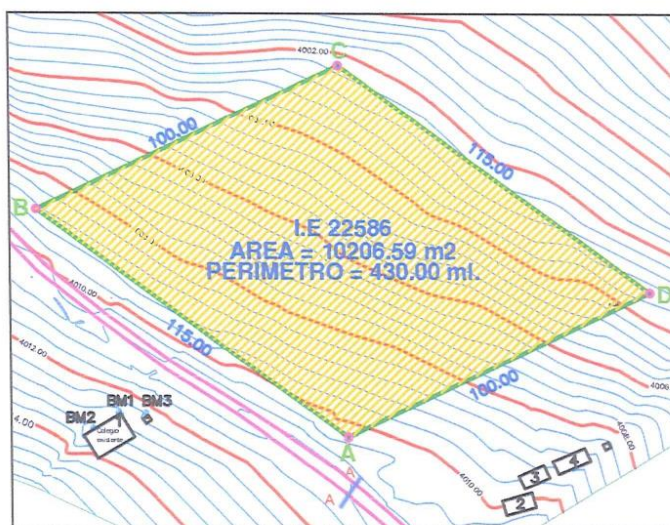 4002.00
C
100.00
115.00
B
I.E 22586
AREA = 10206.59 m2
PERIMETRO = 430.00 ml.
D
4010.00
115.00
100.00
4012.00
BM1 BM3
BM2
1
4.00
A
A
A
4010.00
3
4
2